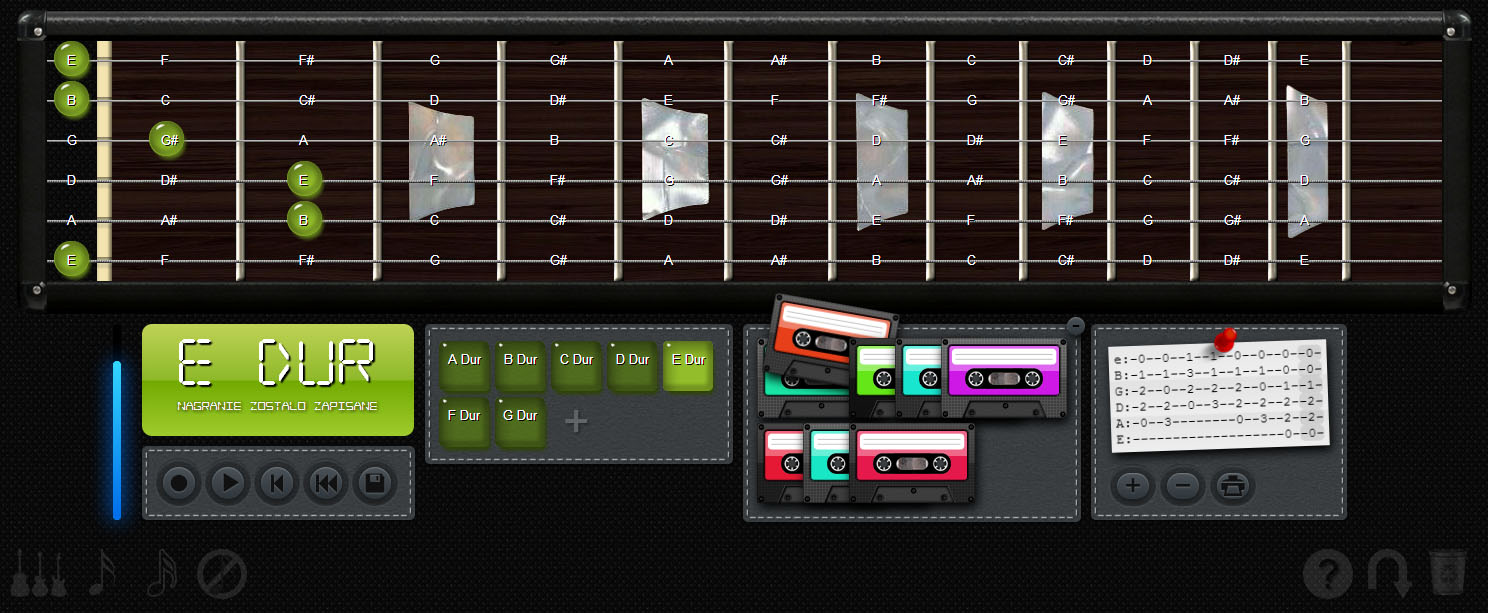 E F F# G G# A A# B C C# D D# E
B C C# D D# E F F# G G# A A# B
G G# A A# B C C# D D# E F F# G
D D# E F F# G G# A A# B C C# D
A A# B C C# D D# E F F# G G# A
E F F# G G# A A# B C C# D D# E
E DUR
NAGRANIE ZOSTALO ZAPISANE
A Dur B Dur C Dur D Dur E Dur
F Dur G Dur
e:-0--0--1--1--0--0--0--0-
B:-1--1--3--1--1--1--0--0-
G:-2--0--2--2--2--0--1--1-
D:-2--2--0--3--2--2--2--2-
A:-0--3-------0--3--2--2-
E:----------------0--0-